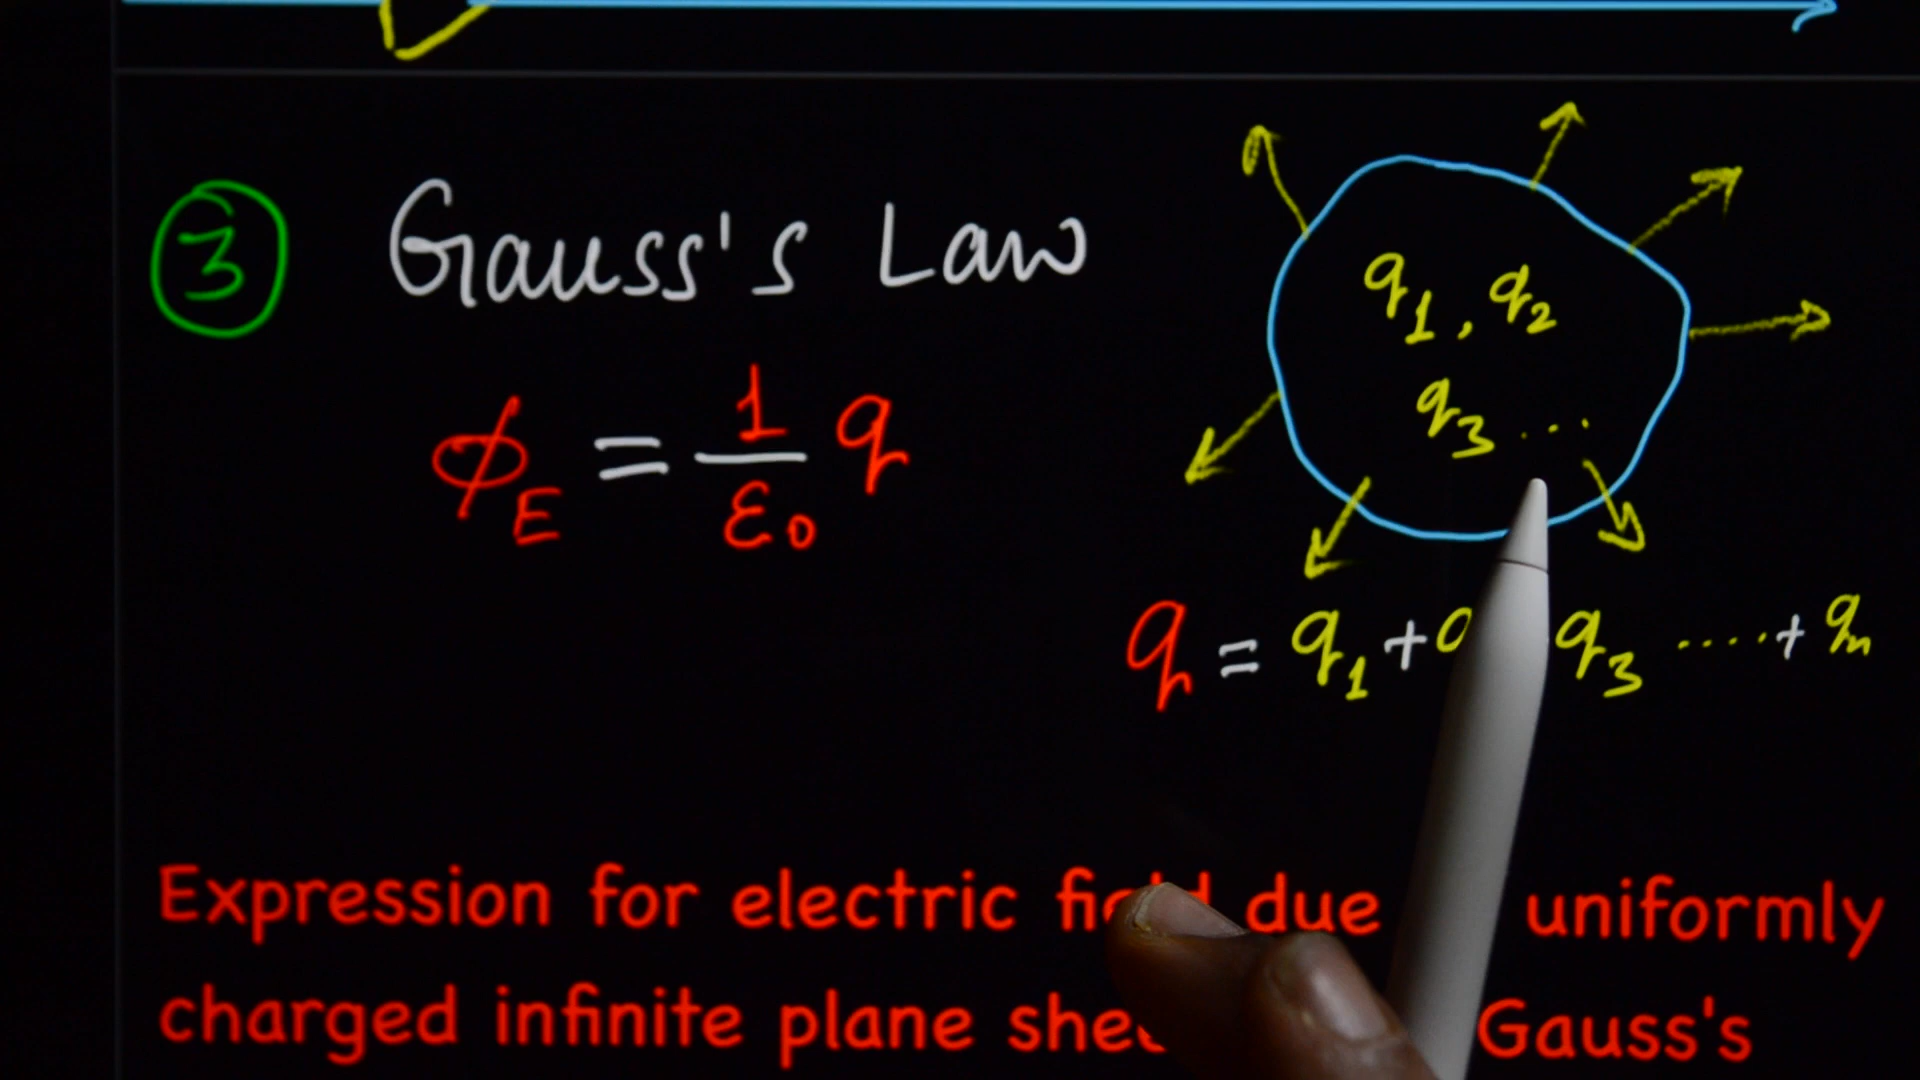 3 Gauss's Law
q1, q2
q3 ...
ϕE = 1/ε0 q
q = q1 + q3 ..... + qn
Expression for electric due uniformly
charged infinite plane Gauss's